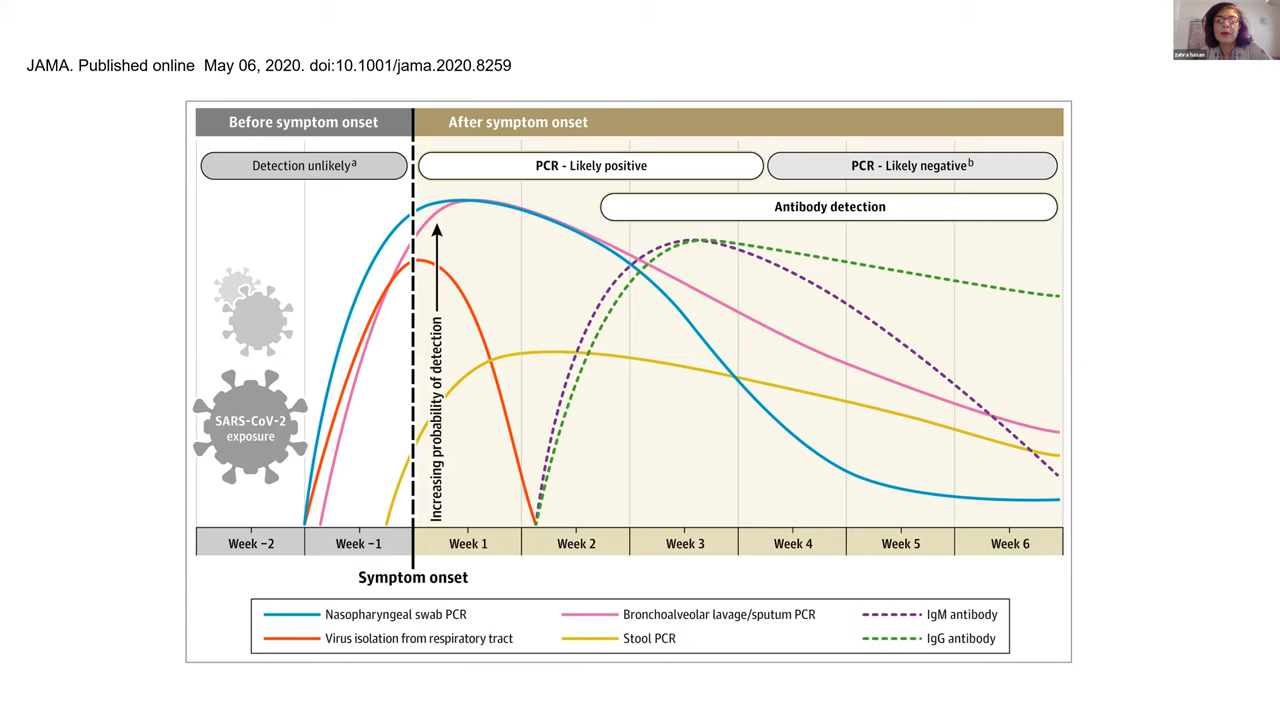 zahra hasan
JAMA. Published online May 06, 2020. doi:10.1001/jama.2020.8259
Before symptom onset
After symptom onset
Detection unlikelyᵃ
PCR - Likely positive
PCR - Likely negativeᵇ
Antibody detection
Increasing probability of detection
SARS-CoV-2
exposure
Week −2
Week −1
Week 1
Week 2
Week 3
Week 4
Week 5
Week 6
Symptom onset
Nasopharyngeal swab PCR
Bronchoalveolar lavage/sputum PCR
IgM antibody
Virus isolation from respiratory tract
Stool PCR
IgG antibody